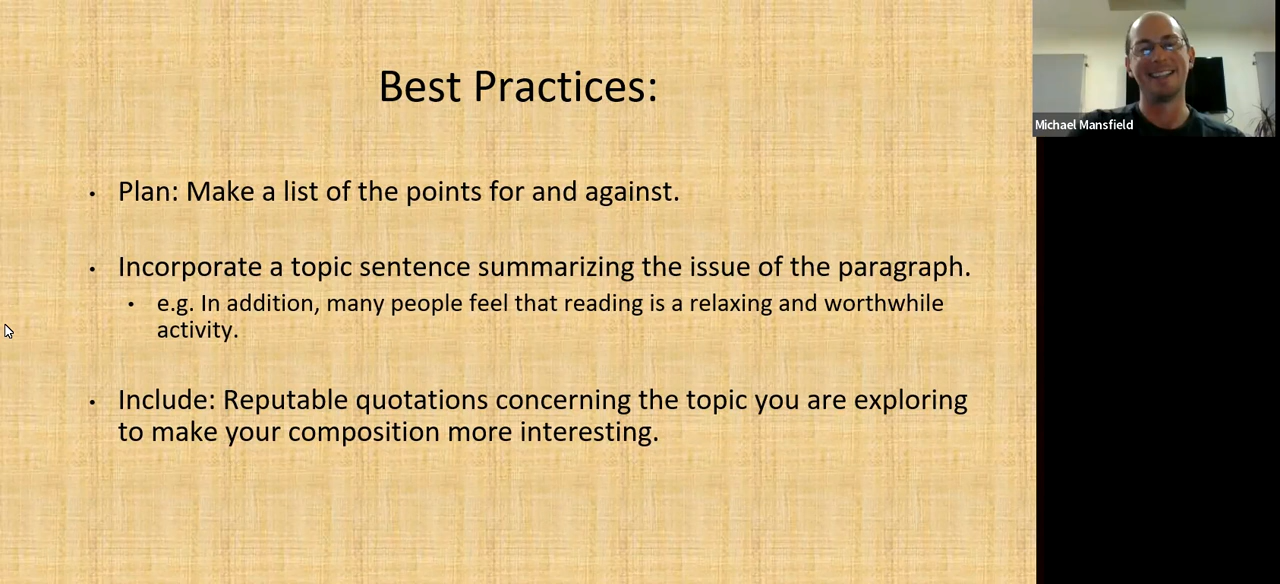 Best Practices:
• Plan: Make a list of the points for and against.
• Incorporate a topic sentence summarizing the issue of the paragraph.
• e.g. In addition, many people feel that reading is a relaxing and worthwhile
activity.
• Include: Reputable quotations concerning the topic you are exploring
to make your composition more interesting.
Michael Mansfield